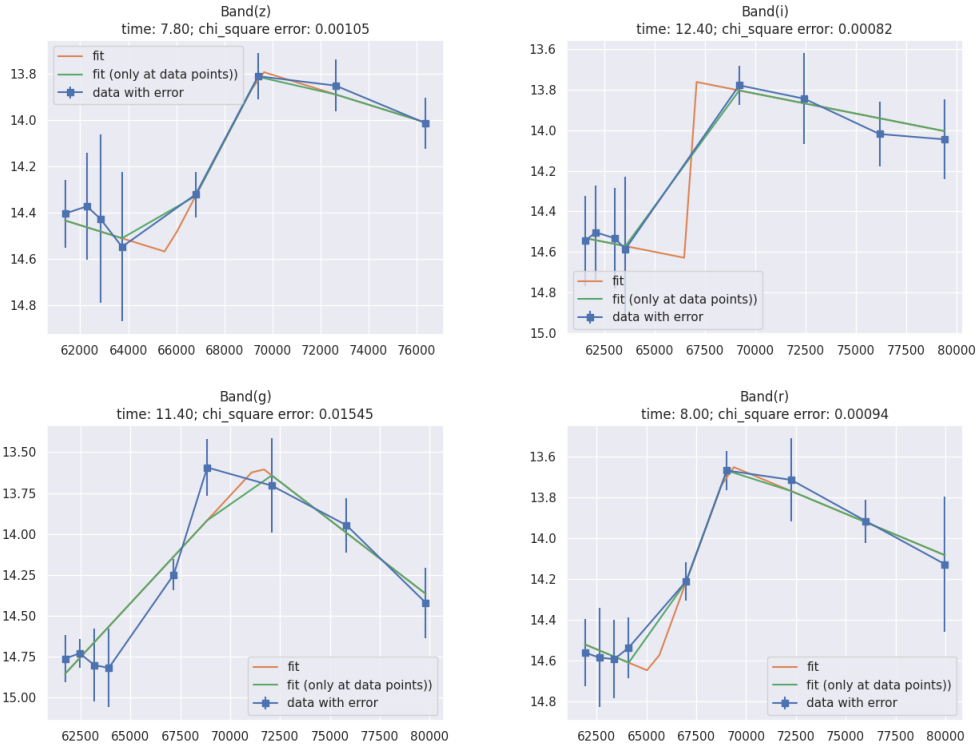 Band(z)
time: 7.80; chi_square error: 0.00105
13.8
14.0
14.2
14.4
14.6
14.8
fit
fit (only at data points))
data with error
62000 64000 66000 68000 70000 72000 74000 76000
Band(i)
time: 12.40; chi_square error: 0.00082
13.6
13.8
14.0
14.2
14.4
14.6
14.8
15.0
fit
fit (only at data points))
data with error
62500 65000 67500 70000 72500 75000 77500 80000
Band(g)
time: 11.40; chi_square error: 0.01545
13.50
13.75
14.00
14.25
14.50
14.75
15.00
fit
fit (only at data points))
data with error
62500 65000 67500 70000 72500 75000 77500 80000
Band(r)
time: 8.00; chi_square error: 0.00094
13.6
13.8
14.0
14.2
14.4
14.6
14.8
fit
fit (only at data points))
data with error
62500 65000 67500 70000 72500 75000 77500 80000